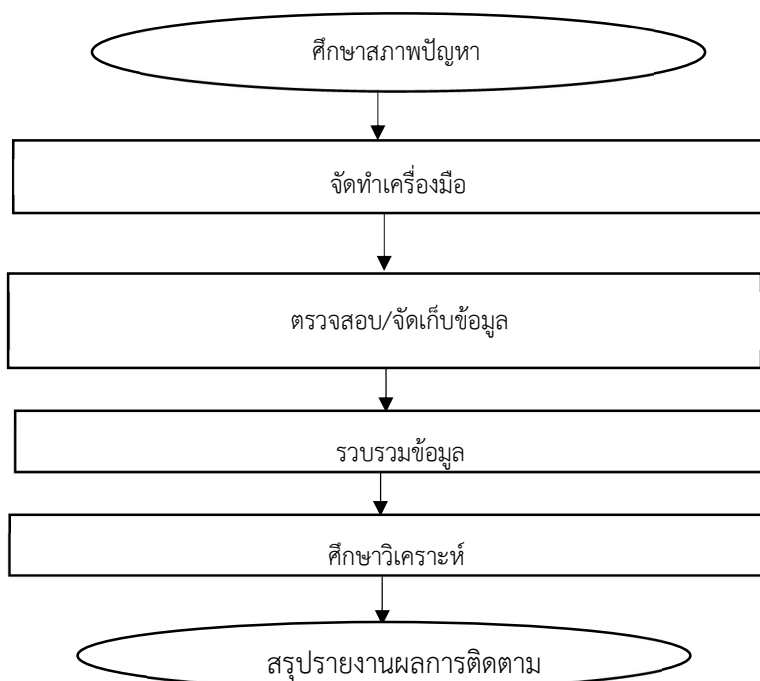 ศึกษาสภาพปัญหา
จัดทำเครื่องมือ
ตรวจสอบ/จัดเก็บข้อมูล
รวบรวมข้อมูล
ศึกษาวิเคราะห์
สรุปรายงานผลการติดตาม